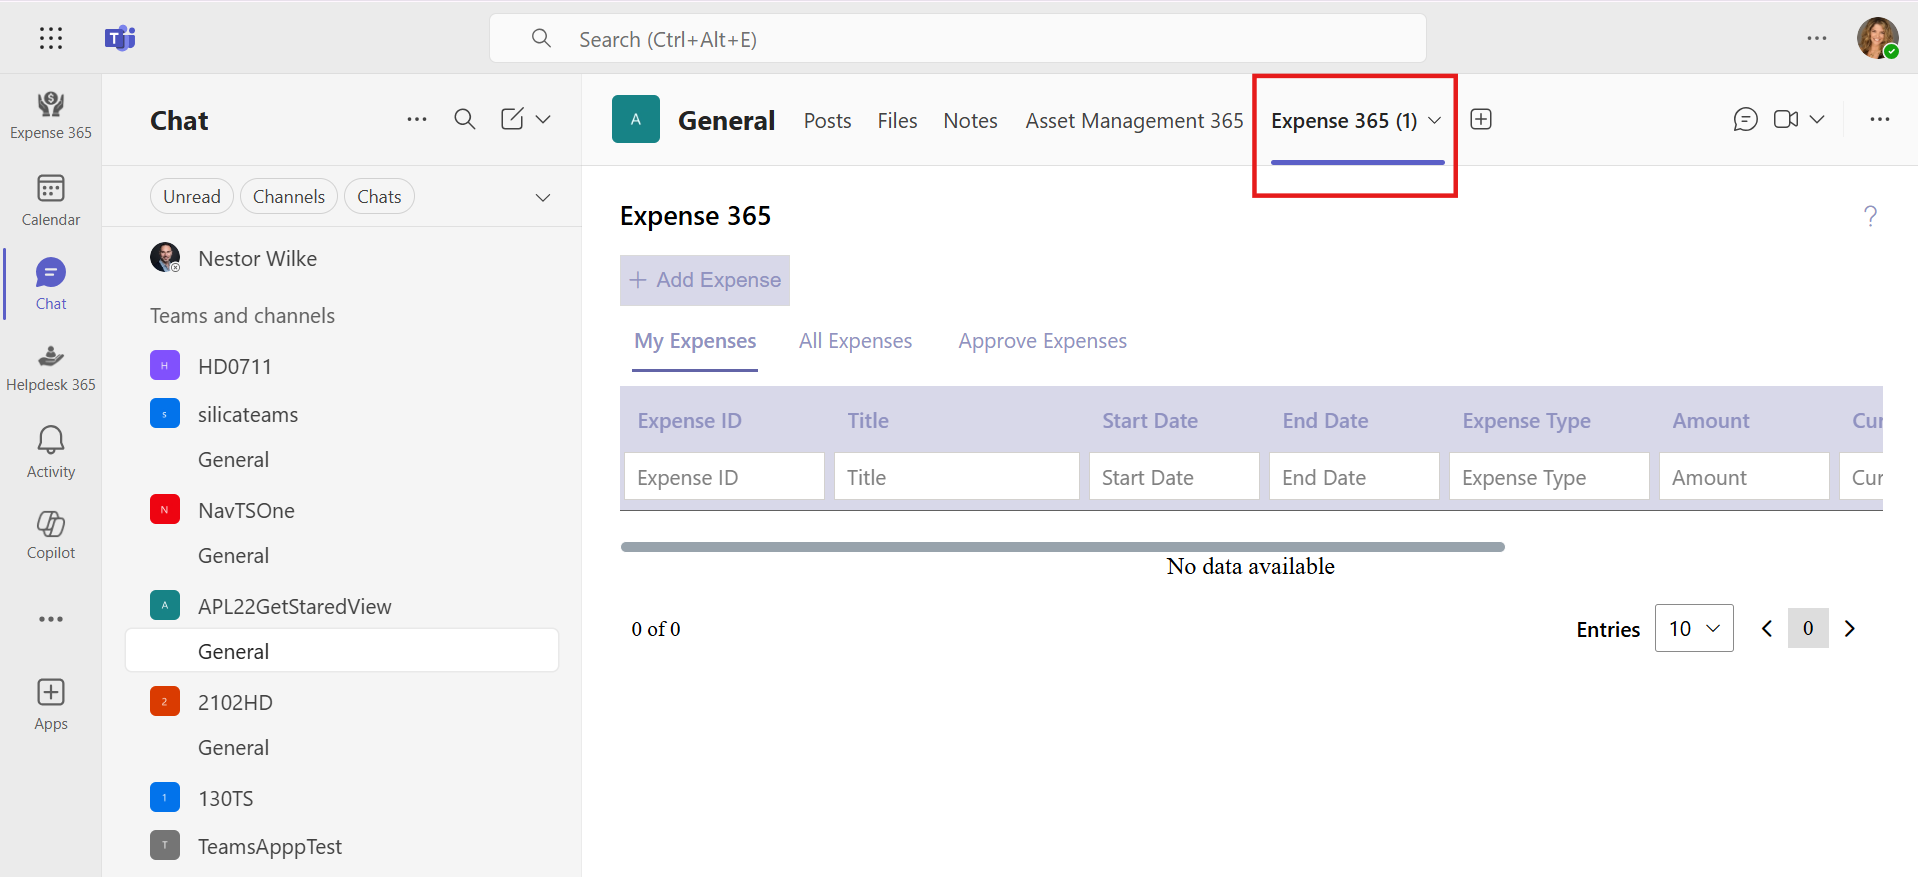 Search (Ctrl+Alt+E)
Expense 365
Calendar
Chat
Helpdesk 365
Activity
Copilot
Apps
Chat
Unread Channels Chats
Nestor Wilke
Teams and channels
H HD0711
s silicateams
General
N NavTSOne
General
A APL22GetStaredView
General
2 2102HD
General
1 130TS
T TeamsApppTest
A General Posts Files Notes Asset Management 365 Expense 365 (1)
Expense 365
+ Add Expense
My Expenses All Expenses Approve Expenses
Expense ID Title Start Date End Date Expense Type Amount Cur
Expense ID Title Start Date End Date Expense Type Amount Cur
No data available
0 of 0 Entries 10 0